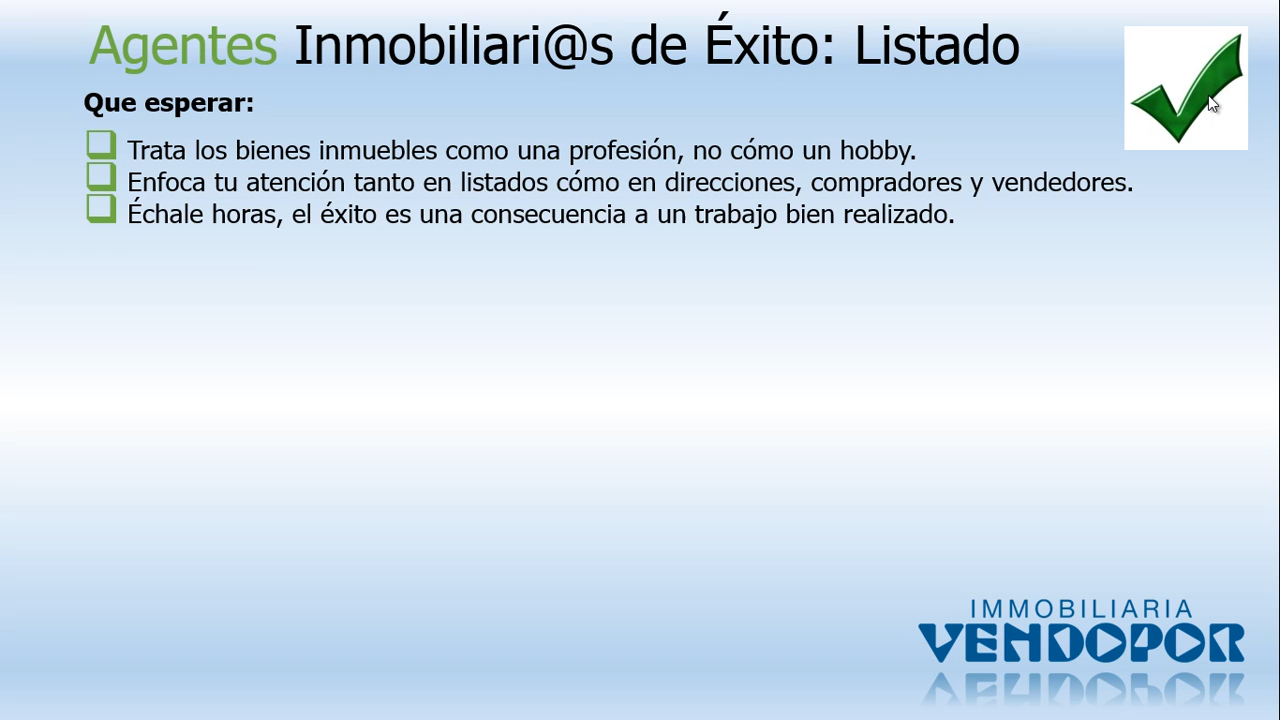 Agentes Inmobiliari@s de Éxito: Listado
Que esperar:
Trata los bienes inmuebles como una profesión, no cómo un hobby.
Enfoca tu atención tanto en listados cómo en direcciones, compradores y vendedores.
Échale horas, el éxito es una consecuencia a un trabajo bien realizado.
IMMOBILIARIA
VENDOPOR